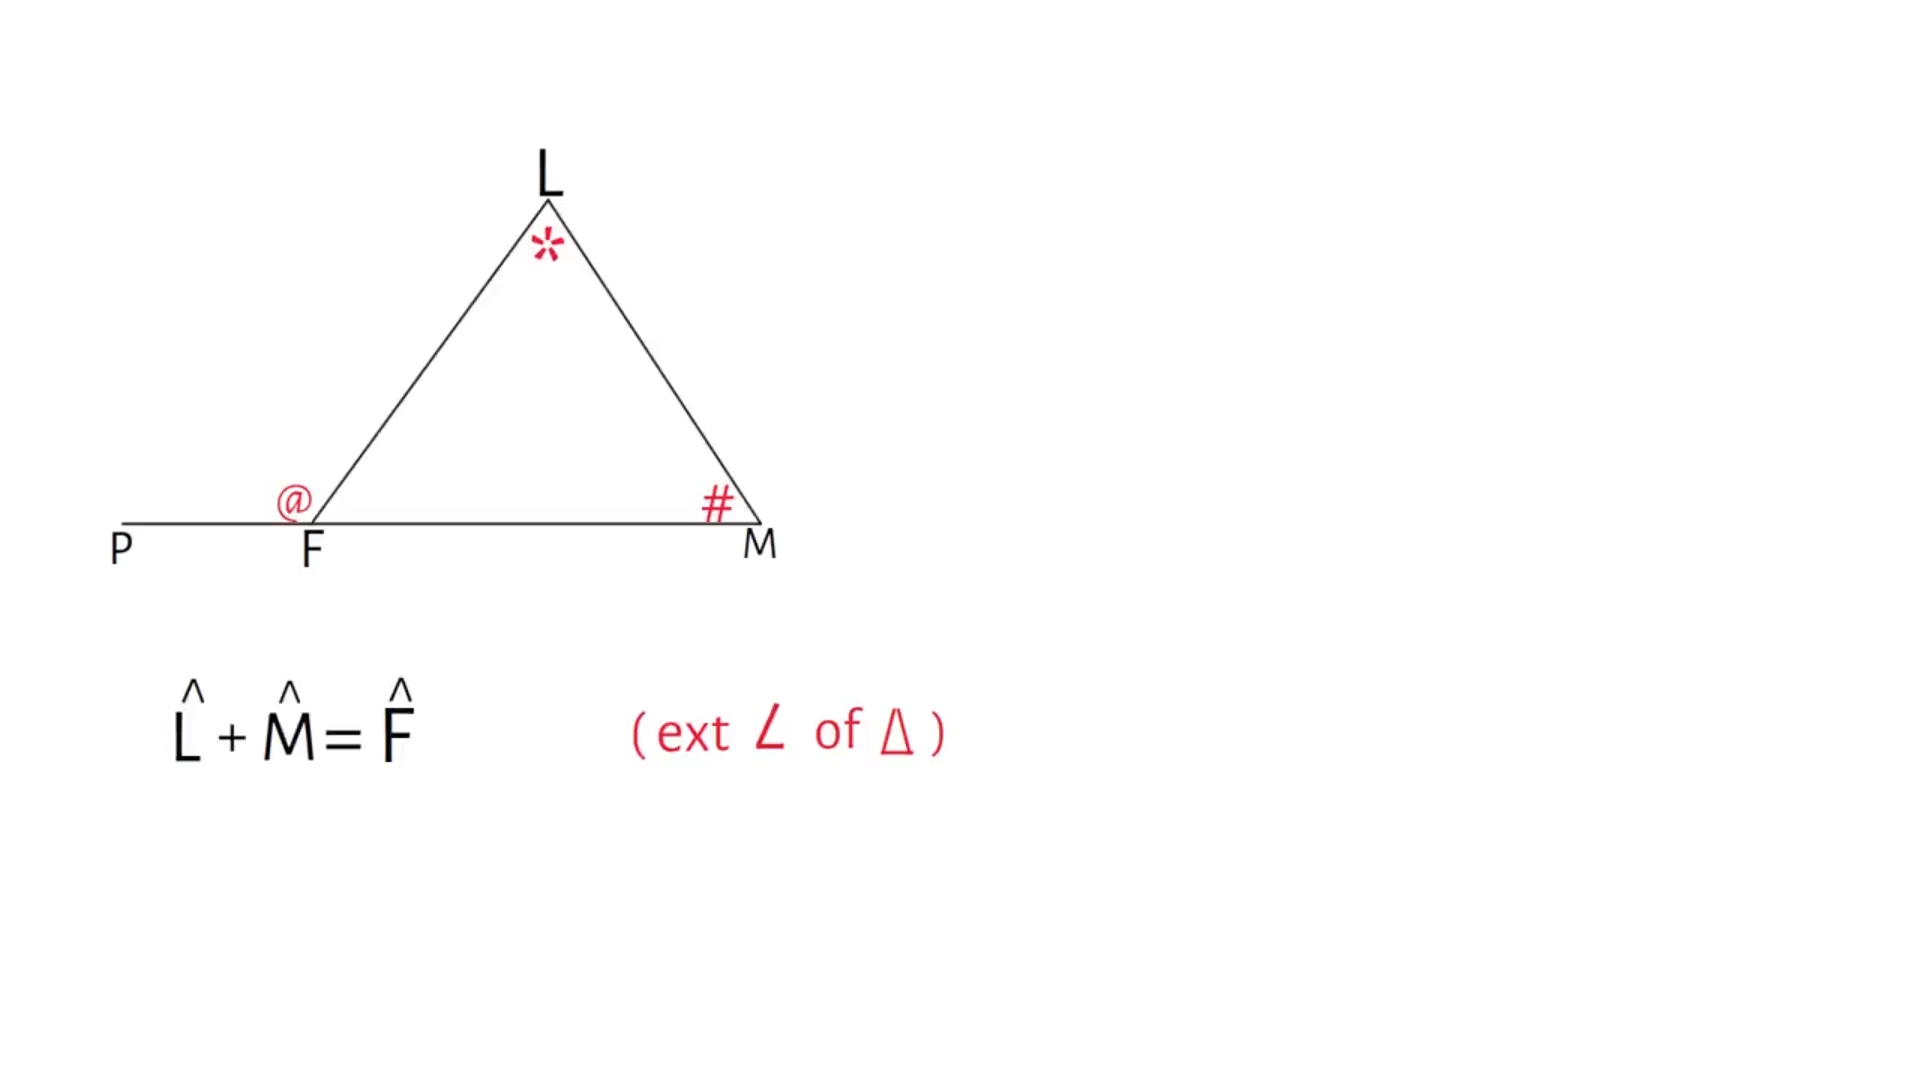 L
*
@ #
P F M
L̂ + M̂ = F̂ (ext ∠ of Δ)